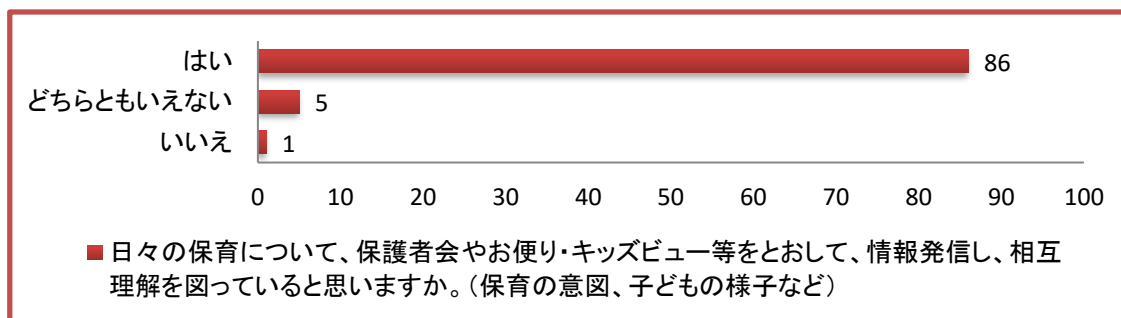 はい
86
どちらともいえない
5
いいえ
1
0 10 20 30 40 50 60 70 80 90 100
日々の保育について、保護者会やお便り・キッズビュー等をとおして、情報発信し、相互
理解を図っていると思いますか。（保育の意図、子どもの様子など）